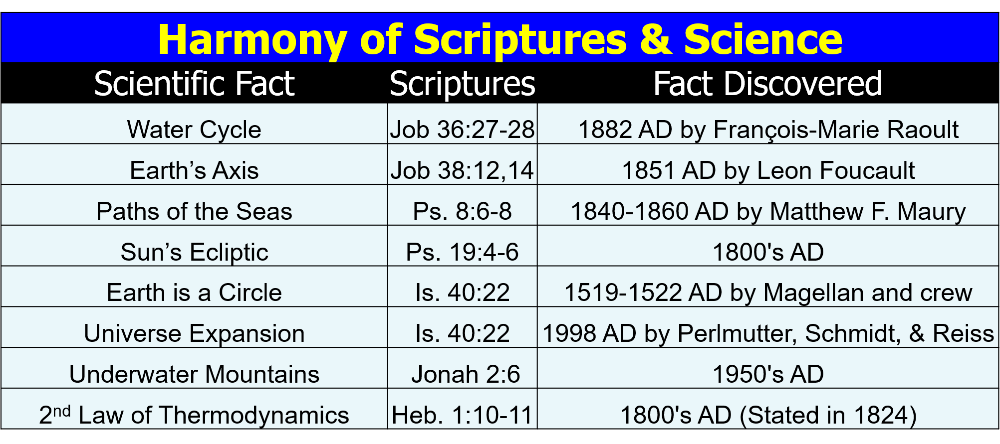 Harmony of Scriptures & Science
Scientific Fact Scriptures Fact Discovered
Water Cycle Job 36:27-28 1882 AD by François-Marie Raoult
Earth’s Axis Job 38:12,14 1851 AD by Leon Foucault
Paths of the Seas Ps. 8:6-8 1840-1860 AD by Matthew F. Maury
Sun’s Ecliptic Ps. 19:4-6 1800's AD
Earth is a Circle Is. 40:22 1519-1522 AD by Magellan and crew
Universe Expansion Is. 40:22 1998 AD by Perlmutter, Schmidt, & Reiss
Underwater Mountains Jonah 2:6 1950's AD
2nd Law of Thermodynamics Heb. 1:10-11 1800's AD (Stated in 1824)